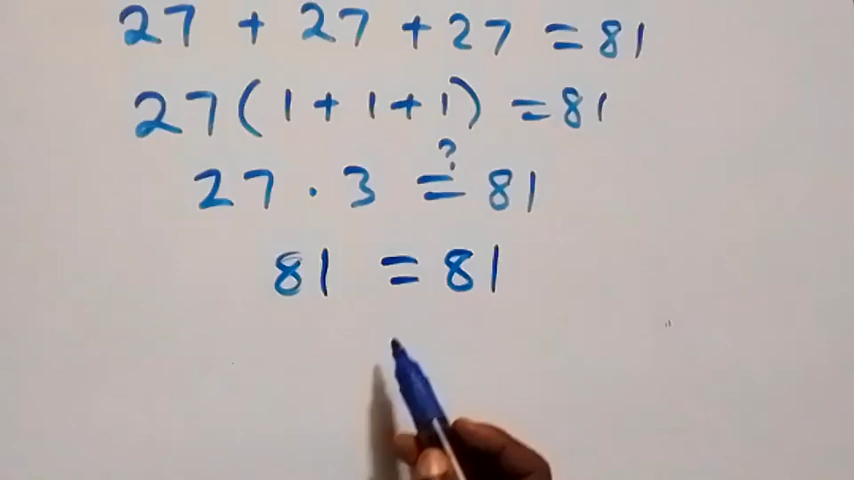 27 + 27 + 27 = 81
27(1 + 1 + 1) = 81
27 · 3 ≟ 81
81 = 81